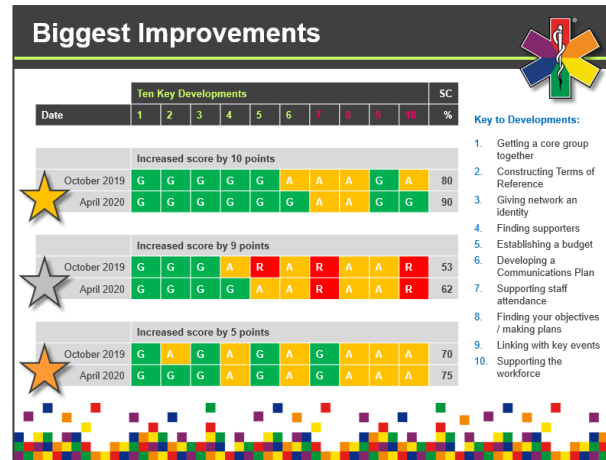 Biggest Improvements
Ten Key Developments SC
Date 1 2 3 4 5 6 7 8 9 10 %
Increased score by 10 points
October 2019 G G G G G A A A G A 80
April 2020 G G G G G G A A G G 90
Increased score by 9 points
October 2019 G G G A R A R A A R 53
April 2020 G G G G A A R A A R 62
Increased score by 5 points
October 2019 G A G A G A G A A A 70
April 2020 G G G A G A G A A A 75
Key to Developments:
1. Getting a core group
together
2. Constructing Terms of
Reference
3. Giving network an
identity
4. Finding supporters
5. Establishing a budget
6. Developing a
Communications Plan
7. Supporting staff
attendance
8. Finding your objectives
/ making plans
9. Linking with key events
10. Supporting the
workforce